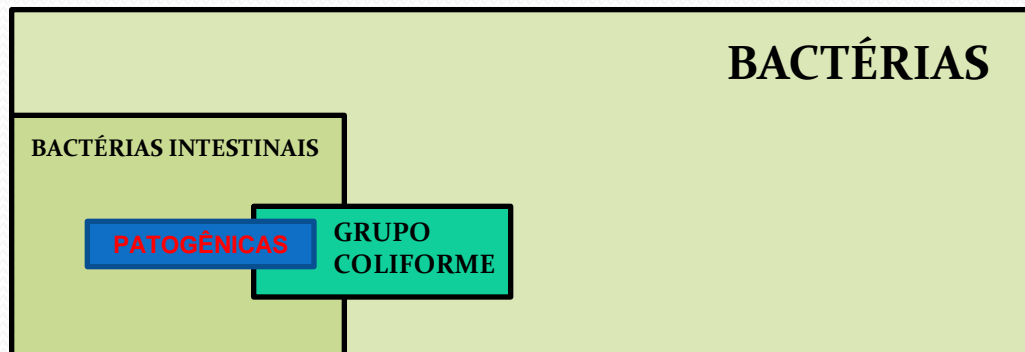 BACTÉRIAS
BACTÉRIAS INTESTINAIS
PATOGÊNICAS
GRUPO
COLIFORME